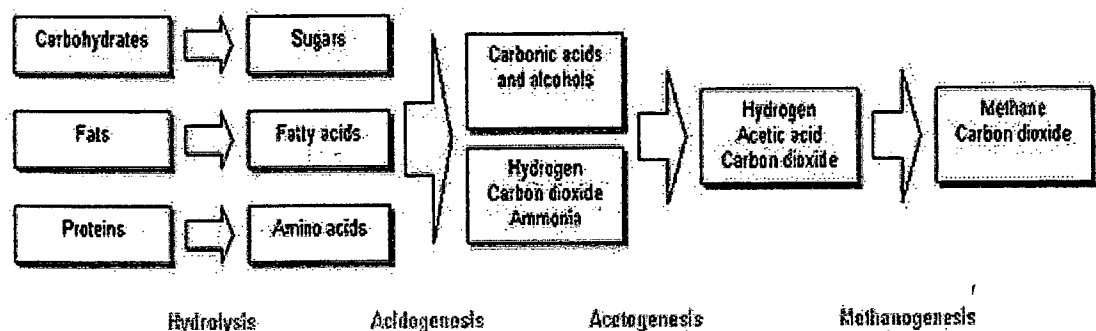 Carbohydrates
Sugars
Fats
Fatty acids
Proteins
Amino acids
Carbonic acids
and alcohols
Hydrogen
Carbon dioxide
Ammonia
Hydrogen
Acetic acid
Carbon dioxide
Methane
Carbon dioxide
Hydrolysis
Acidogenosis
Acetogenesis
Methanogenesis